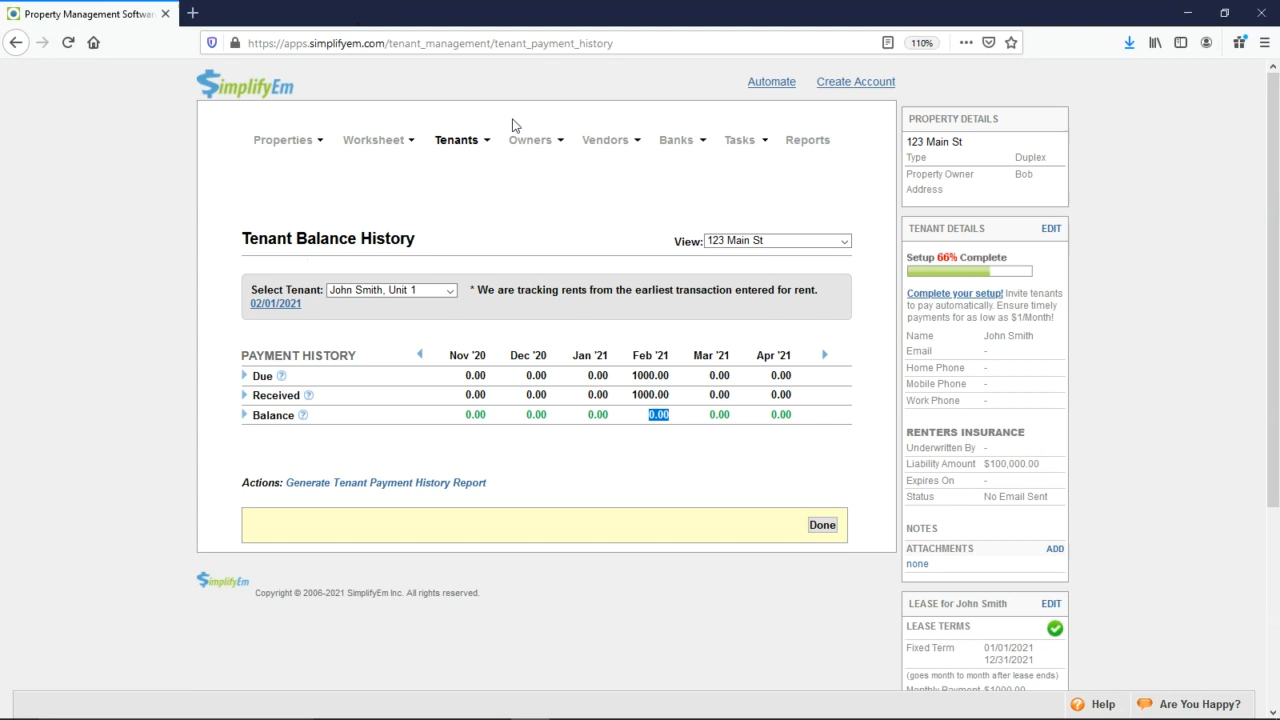 Property Management Softwar
https://apps.simplifyem.com/tenant_management/tenant_payment_history
110%
$implifyEm
Automate Create Account
Properties Worksheet Tenants Owners Vendors Banks Tasks Reports
Tenant Balance History
View: 123 Main St
Select Tenant: John Smith, Unit 1 * We are tracking rents from the earliest transaction entered for rent.
02/01/2021
PAYMENT HISTORY Nov '20 Dec '20 Jan '21 Feb '21 Mar '21 Apr '21
Due ? 0.00 0.00 0.00 1000.00 0.00 0.00
Received ? 0.00 0.00 0.00 1000.00 0.00 0.00
Balance ? 0.00 0.00 0.00 0.00 0.00 0.00
Actions: Generate Tenant Payment History Report
Done
$implifyEm
Copyright © 2006-2021 SimplifyEm Inc. All rights reserved.
PROPERTY DETAILS
123 Main St
Type Duplex
Property Owner Bob
Address
TENANT DETAILS EDIT
Setup 66% Complete
Complete your setup! Invite tenants
to pay automatically. Ensure timely
payments for as low as $1/Month!
Name John Smith
Email -
Home Phone -
Mobile Phone -
Work Phone -
RENTERS INSURANCE
Underwritten By -
Liability Amount $100,000.00
Expires On -
Status No Email Sent
NOTES
ATTACHMENTS ADD
none
LEASE for John Smith EDIT
LEASE TERMS
Fixed Term 01/01/2021
12/31/2021
(goes month to month after lease ends)
Monthly Payment $1000.00
? Help Are You Happy?